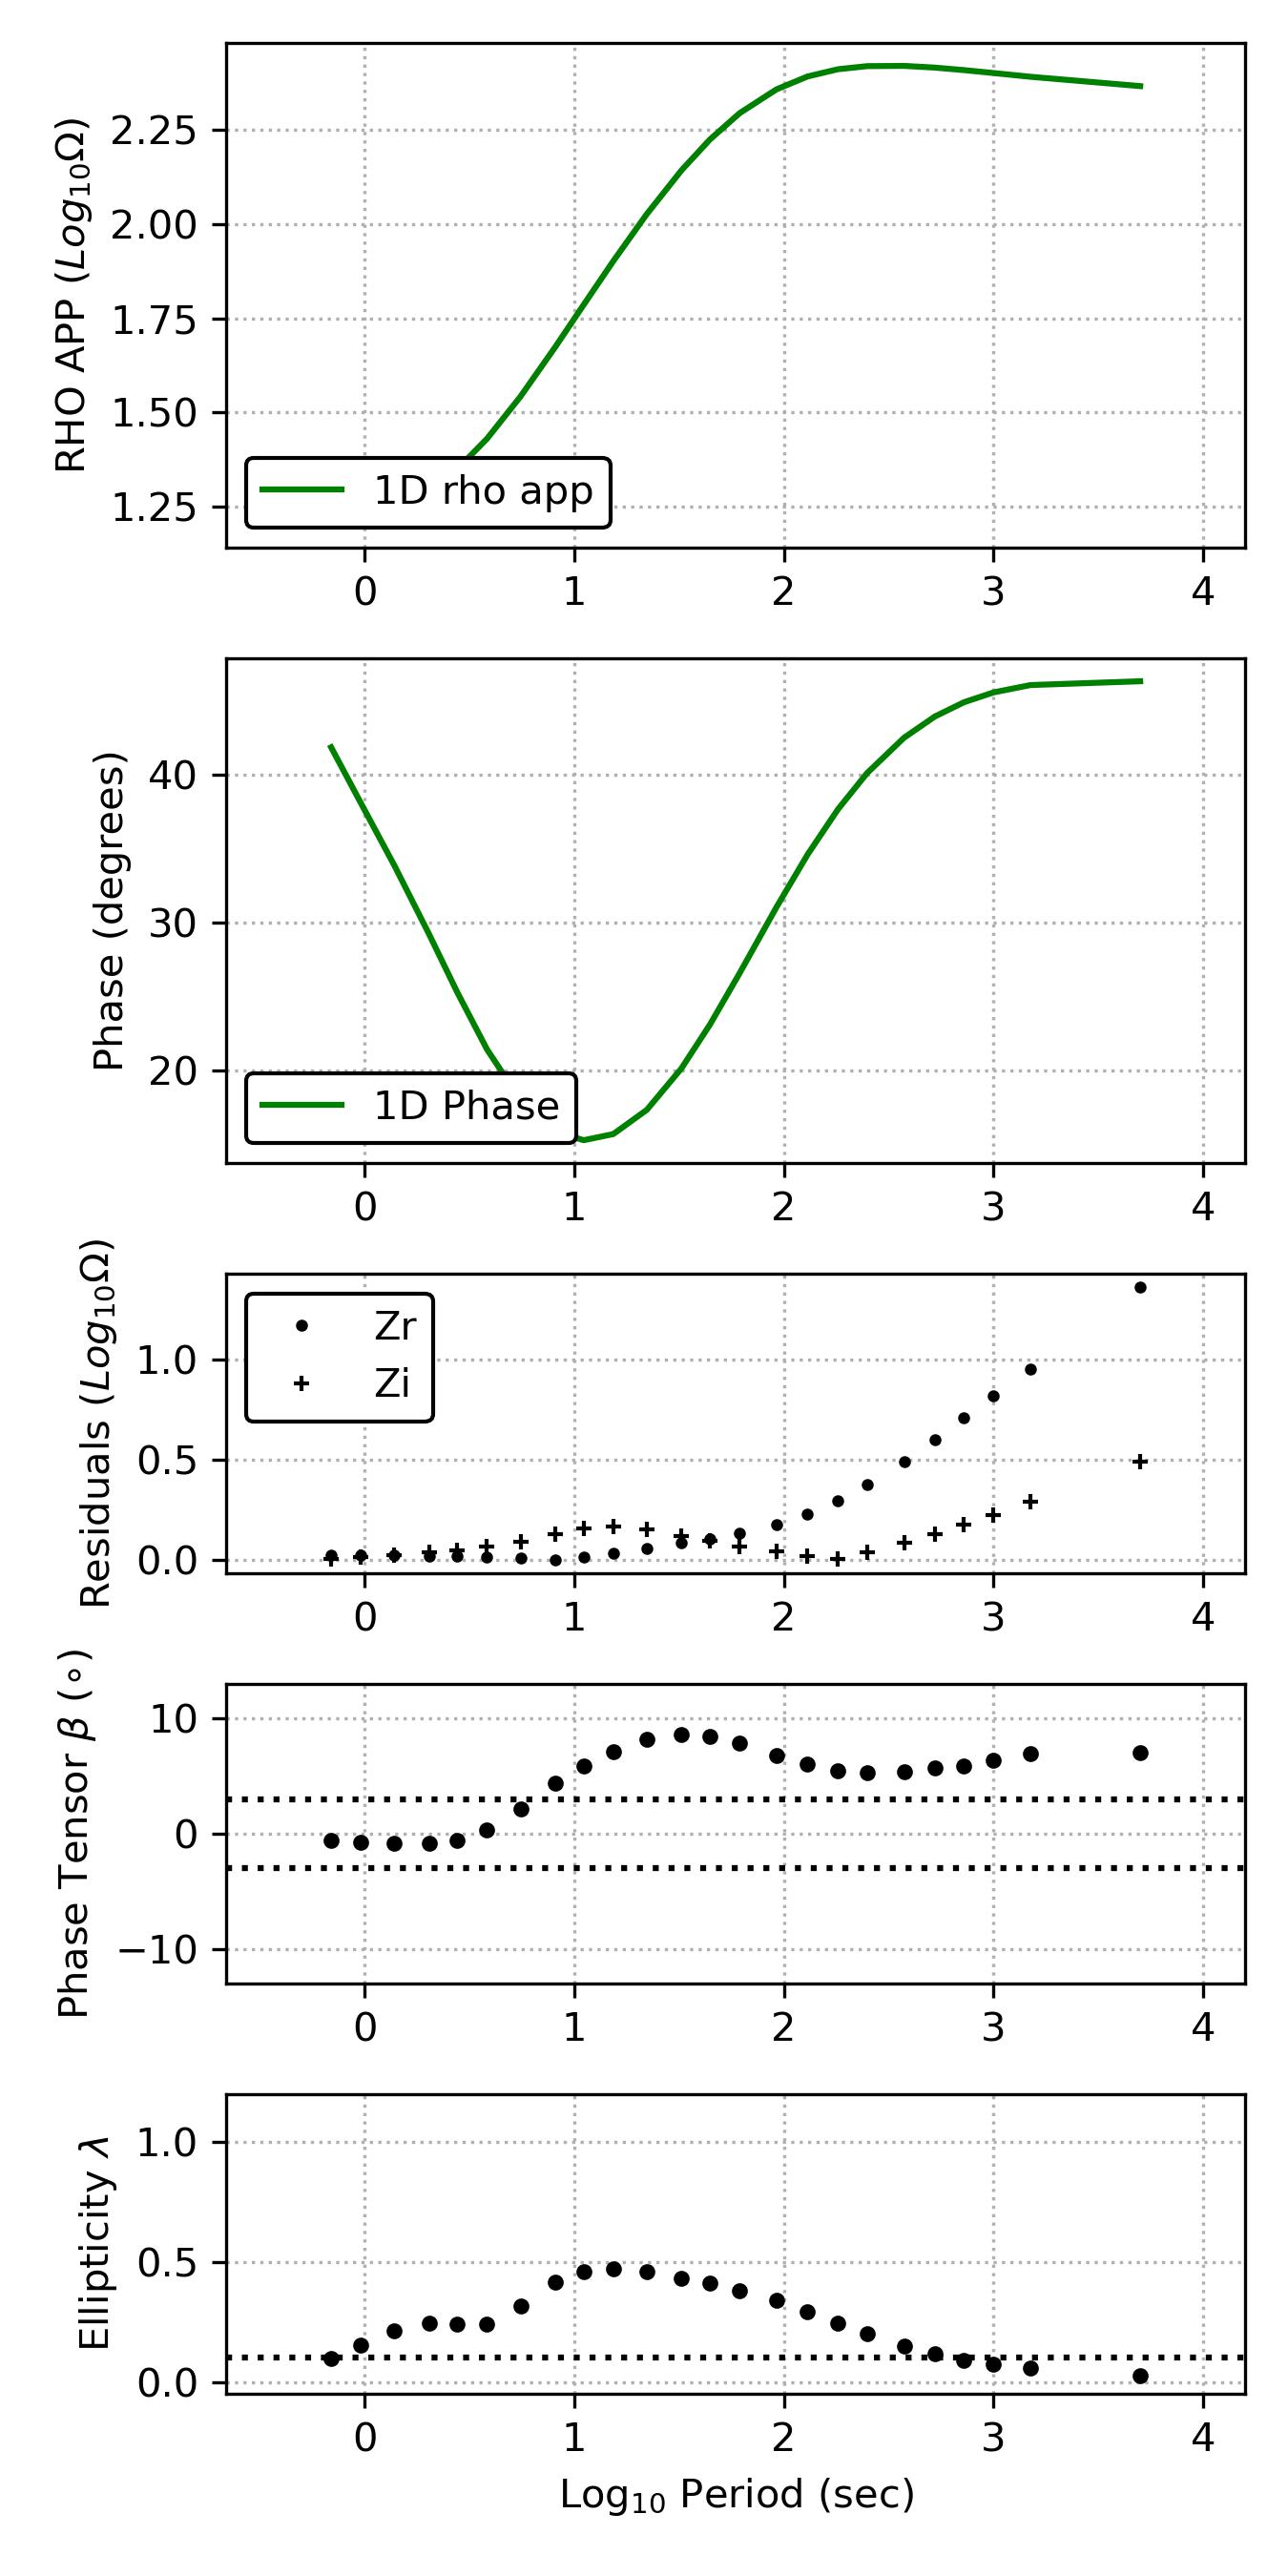 RHO APP (Log₁₀Ω)
2.25
2.00
1.75
1.50
1.25
1D rho app
0 1 2 3 4
Phase (degrees)
40
30
20
1D Phase
0 1 2 3 4
Residuals (Log₁₀Ω)
1.0
0.5
0.0
Zr
Zi
0 1 2 3 4
Phase Tensor β (∘)
10
0
−10
0 1 2 3 4
Ellipticity λ
1.0
0.5
0.0
0 1 2 3 4
Log₁₀ Period (sec)